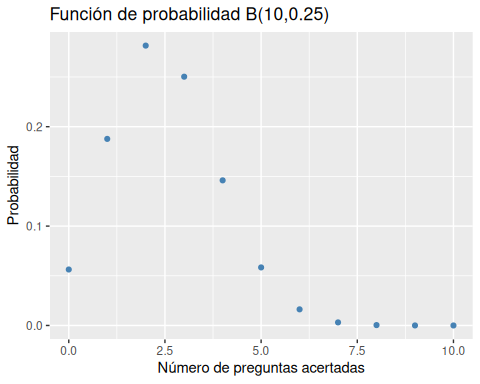 Función de probabilidad B(10,0.25)
Probabilidad
0.2
0.1
0.0
0.0 2.5 5.0 7.5 10.0
Número de preguntas acertadas